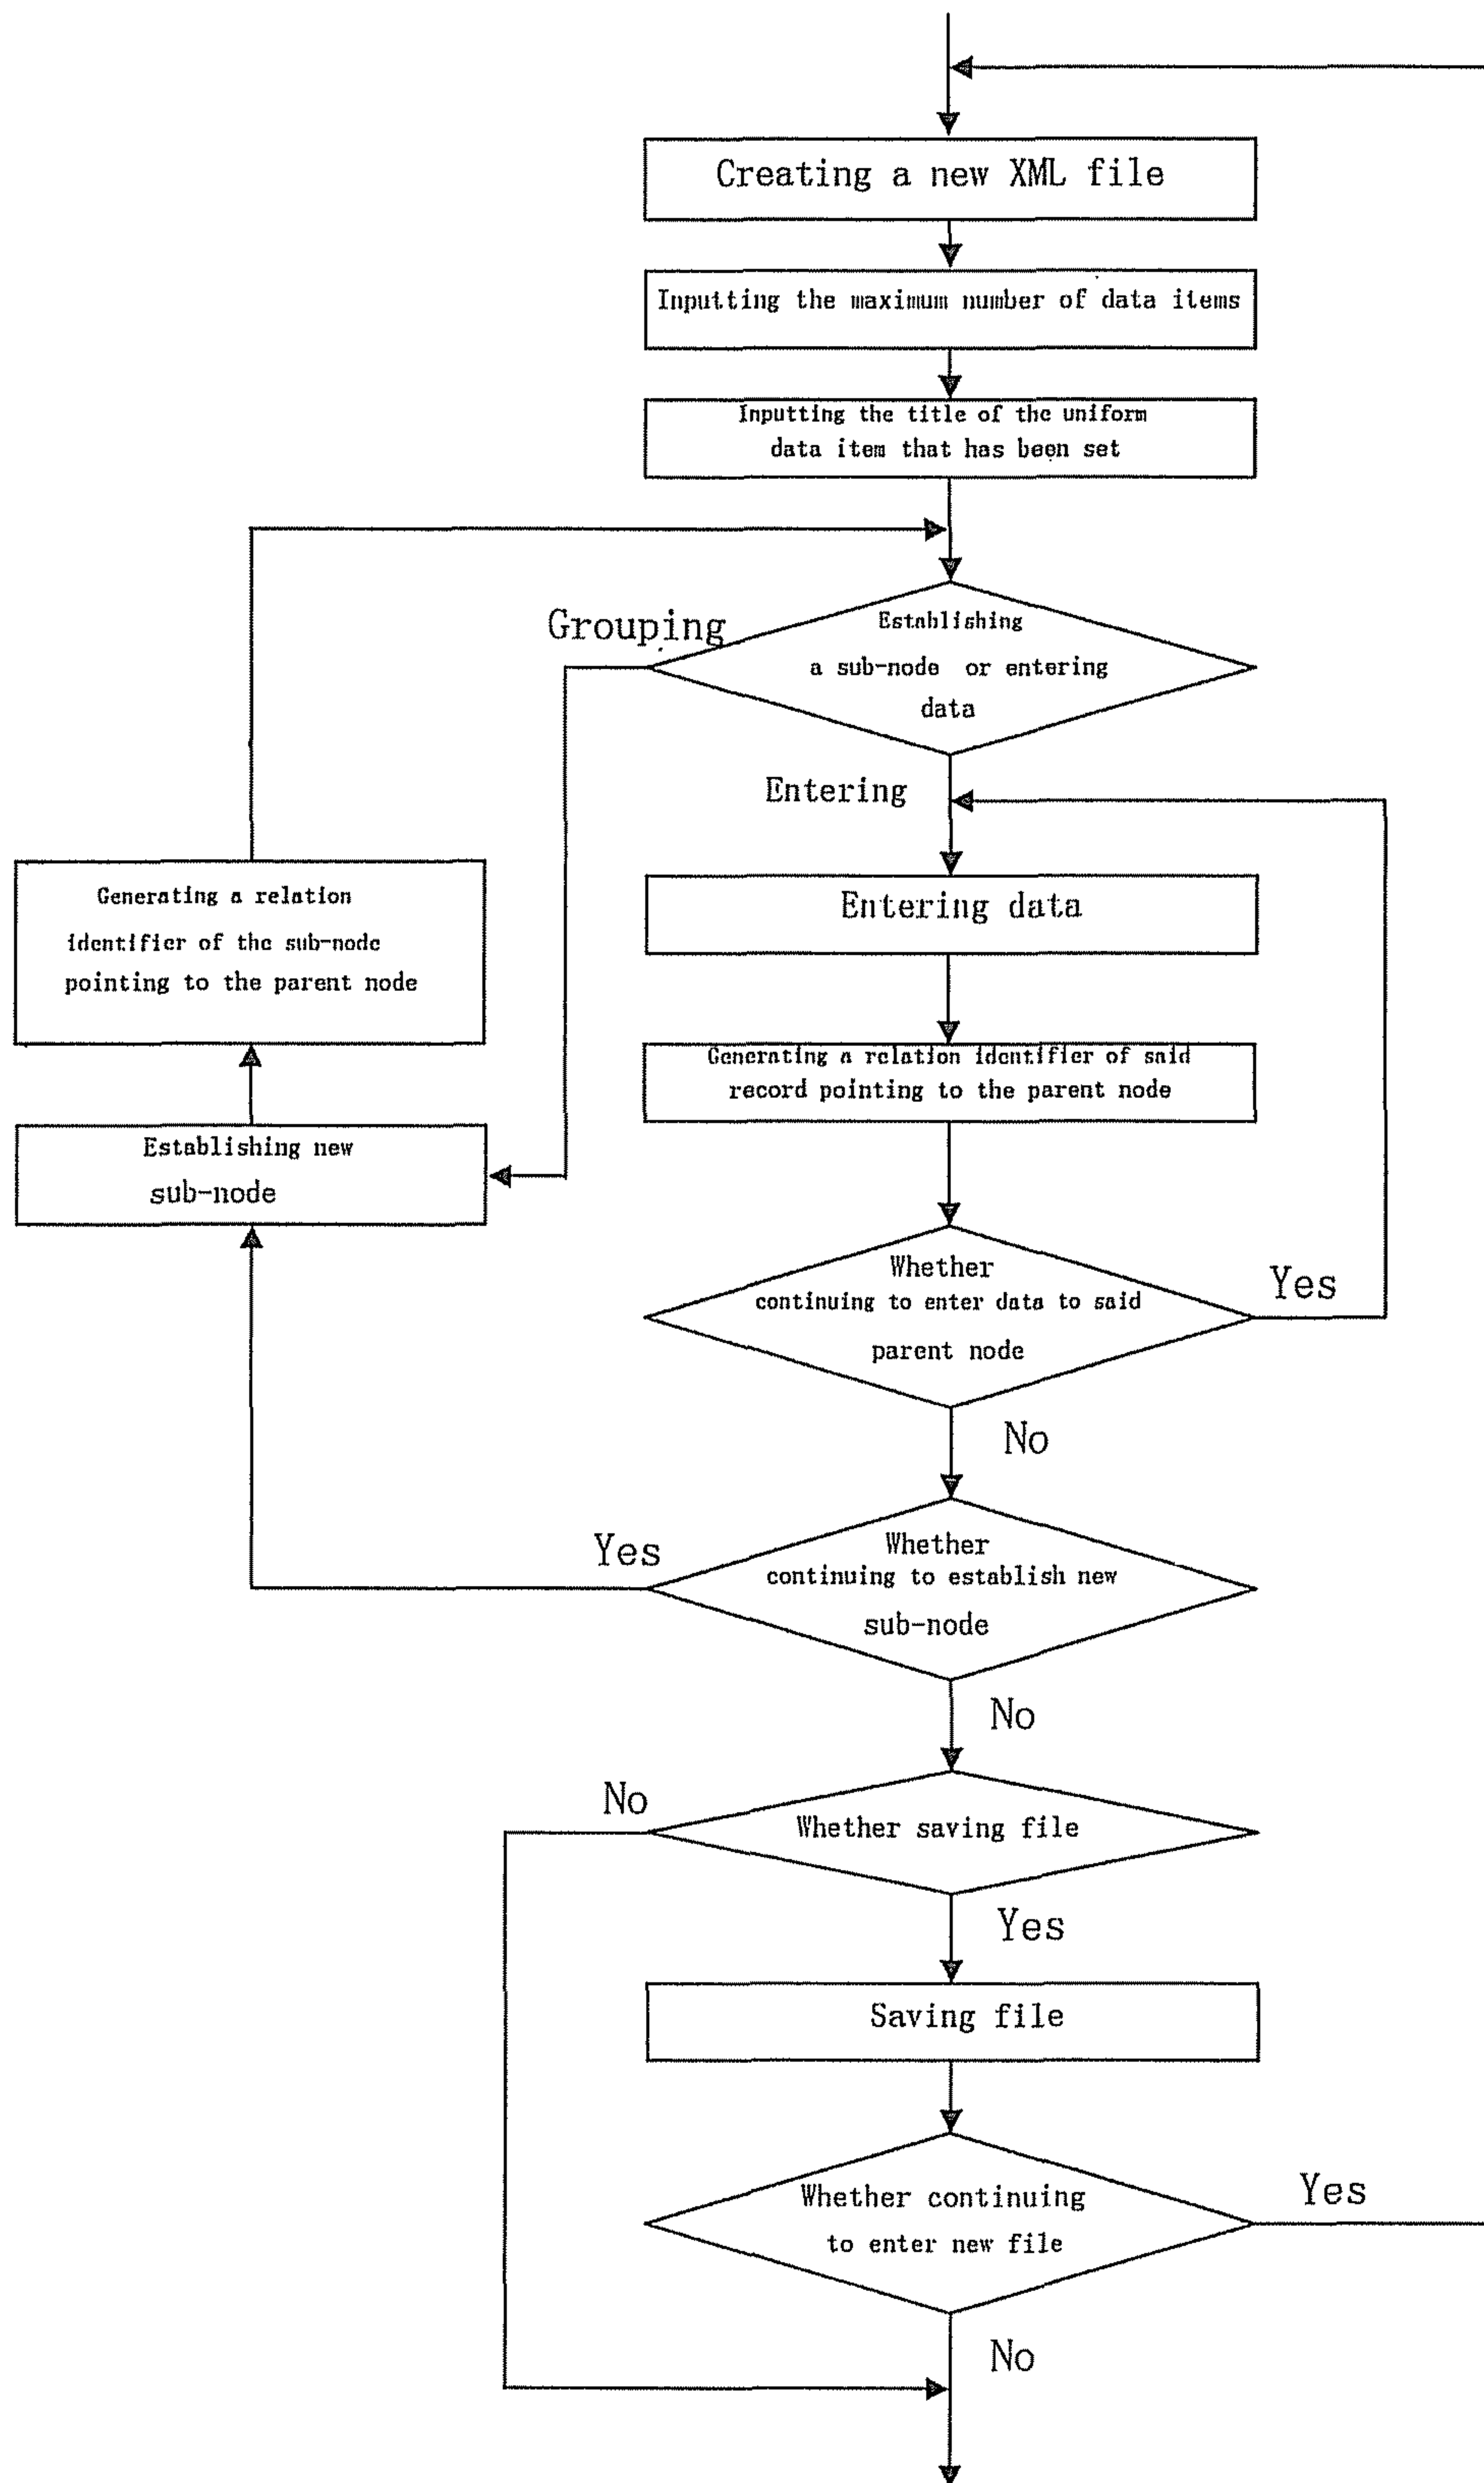 Creating a new XML file
Inputting the maximum number of data items
Inputting the title of the uniform
data item that has been set
Grouping
Establishing
a sub-node or entering
data
Entering
Entering data
Generating a relation
identifier of the sub-node
pointing to the parent node
Generating a relation identifier of said
record pointing to the parent node
Establishing new
sub-node
Whether
continuing to enter data to said
parent node
Yes
No
Whether
continuing to establish new
sub-node
Yes
No
No
Whether saving file
Yes
Saving file
Whether continuing
to enter new file
Yes
No